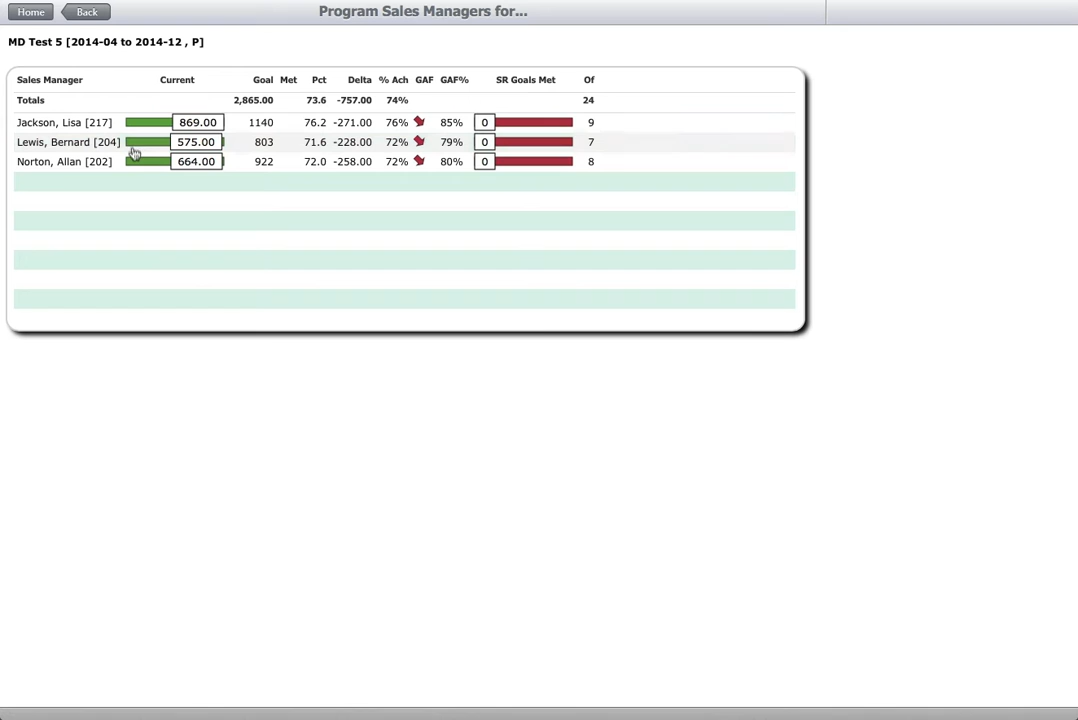 Home Back Program Sales Managers for...
MD Test 5 [2014-04 to 2014-12 , P]
Sales Manager Current Goal Met Pct Delta % Ach GAF GAF% SR Goals Met Of
Totals 2,865.00 73.6 -757.00 74% 24
Jackson, Lisa [217] 869.00 1140 76.2 -271.00 76% 85% 0 9
Lewis, Bernard [204] 575.00 803 71.6 -228.00 72% 79% 0 7
Norton, Allan [202] 664.00 922 72.0 -258.00 72% 80% 0 8